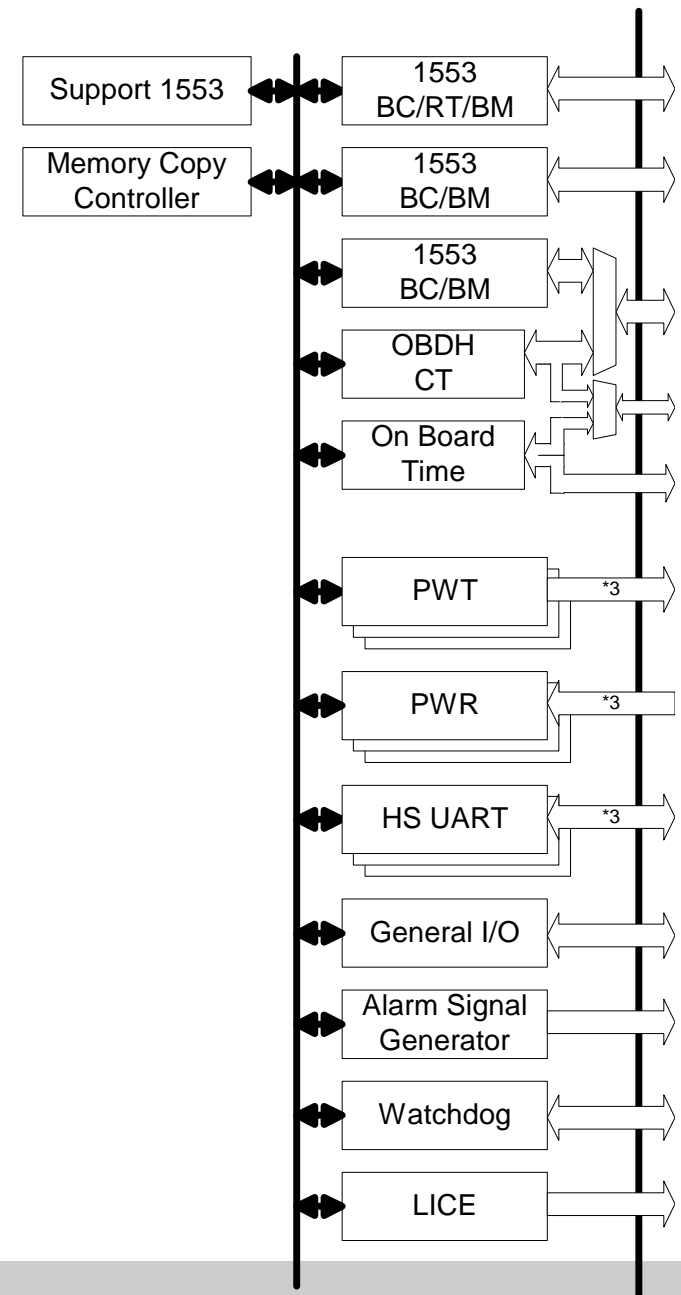 Support 1553
1553
BC/RT/BM
Memory Copy
Controller
1553
BC/BM
1553
BC/BM
OBDH
CT
On Board
Time
PWT
*3
PWR
*3
HS UART
*3
General I/O
Alarm Signal
Generator
Watchdog
LICE